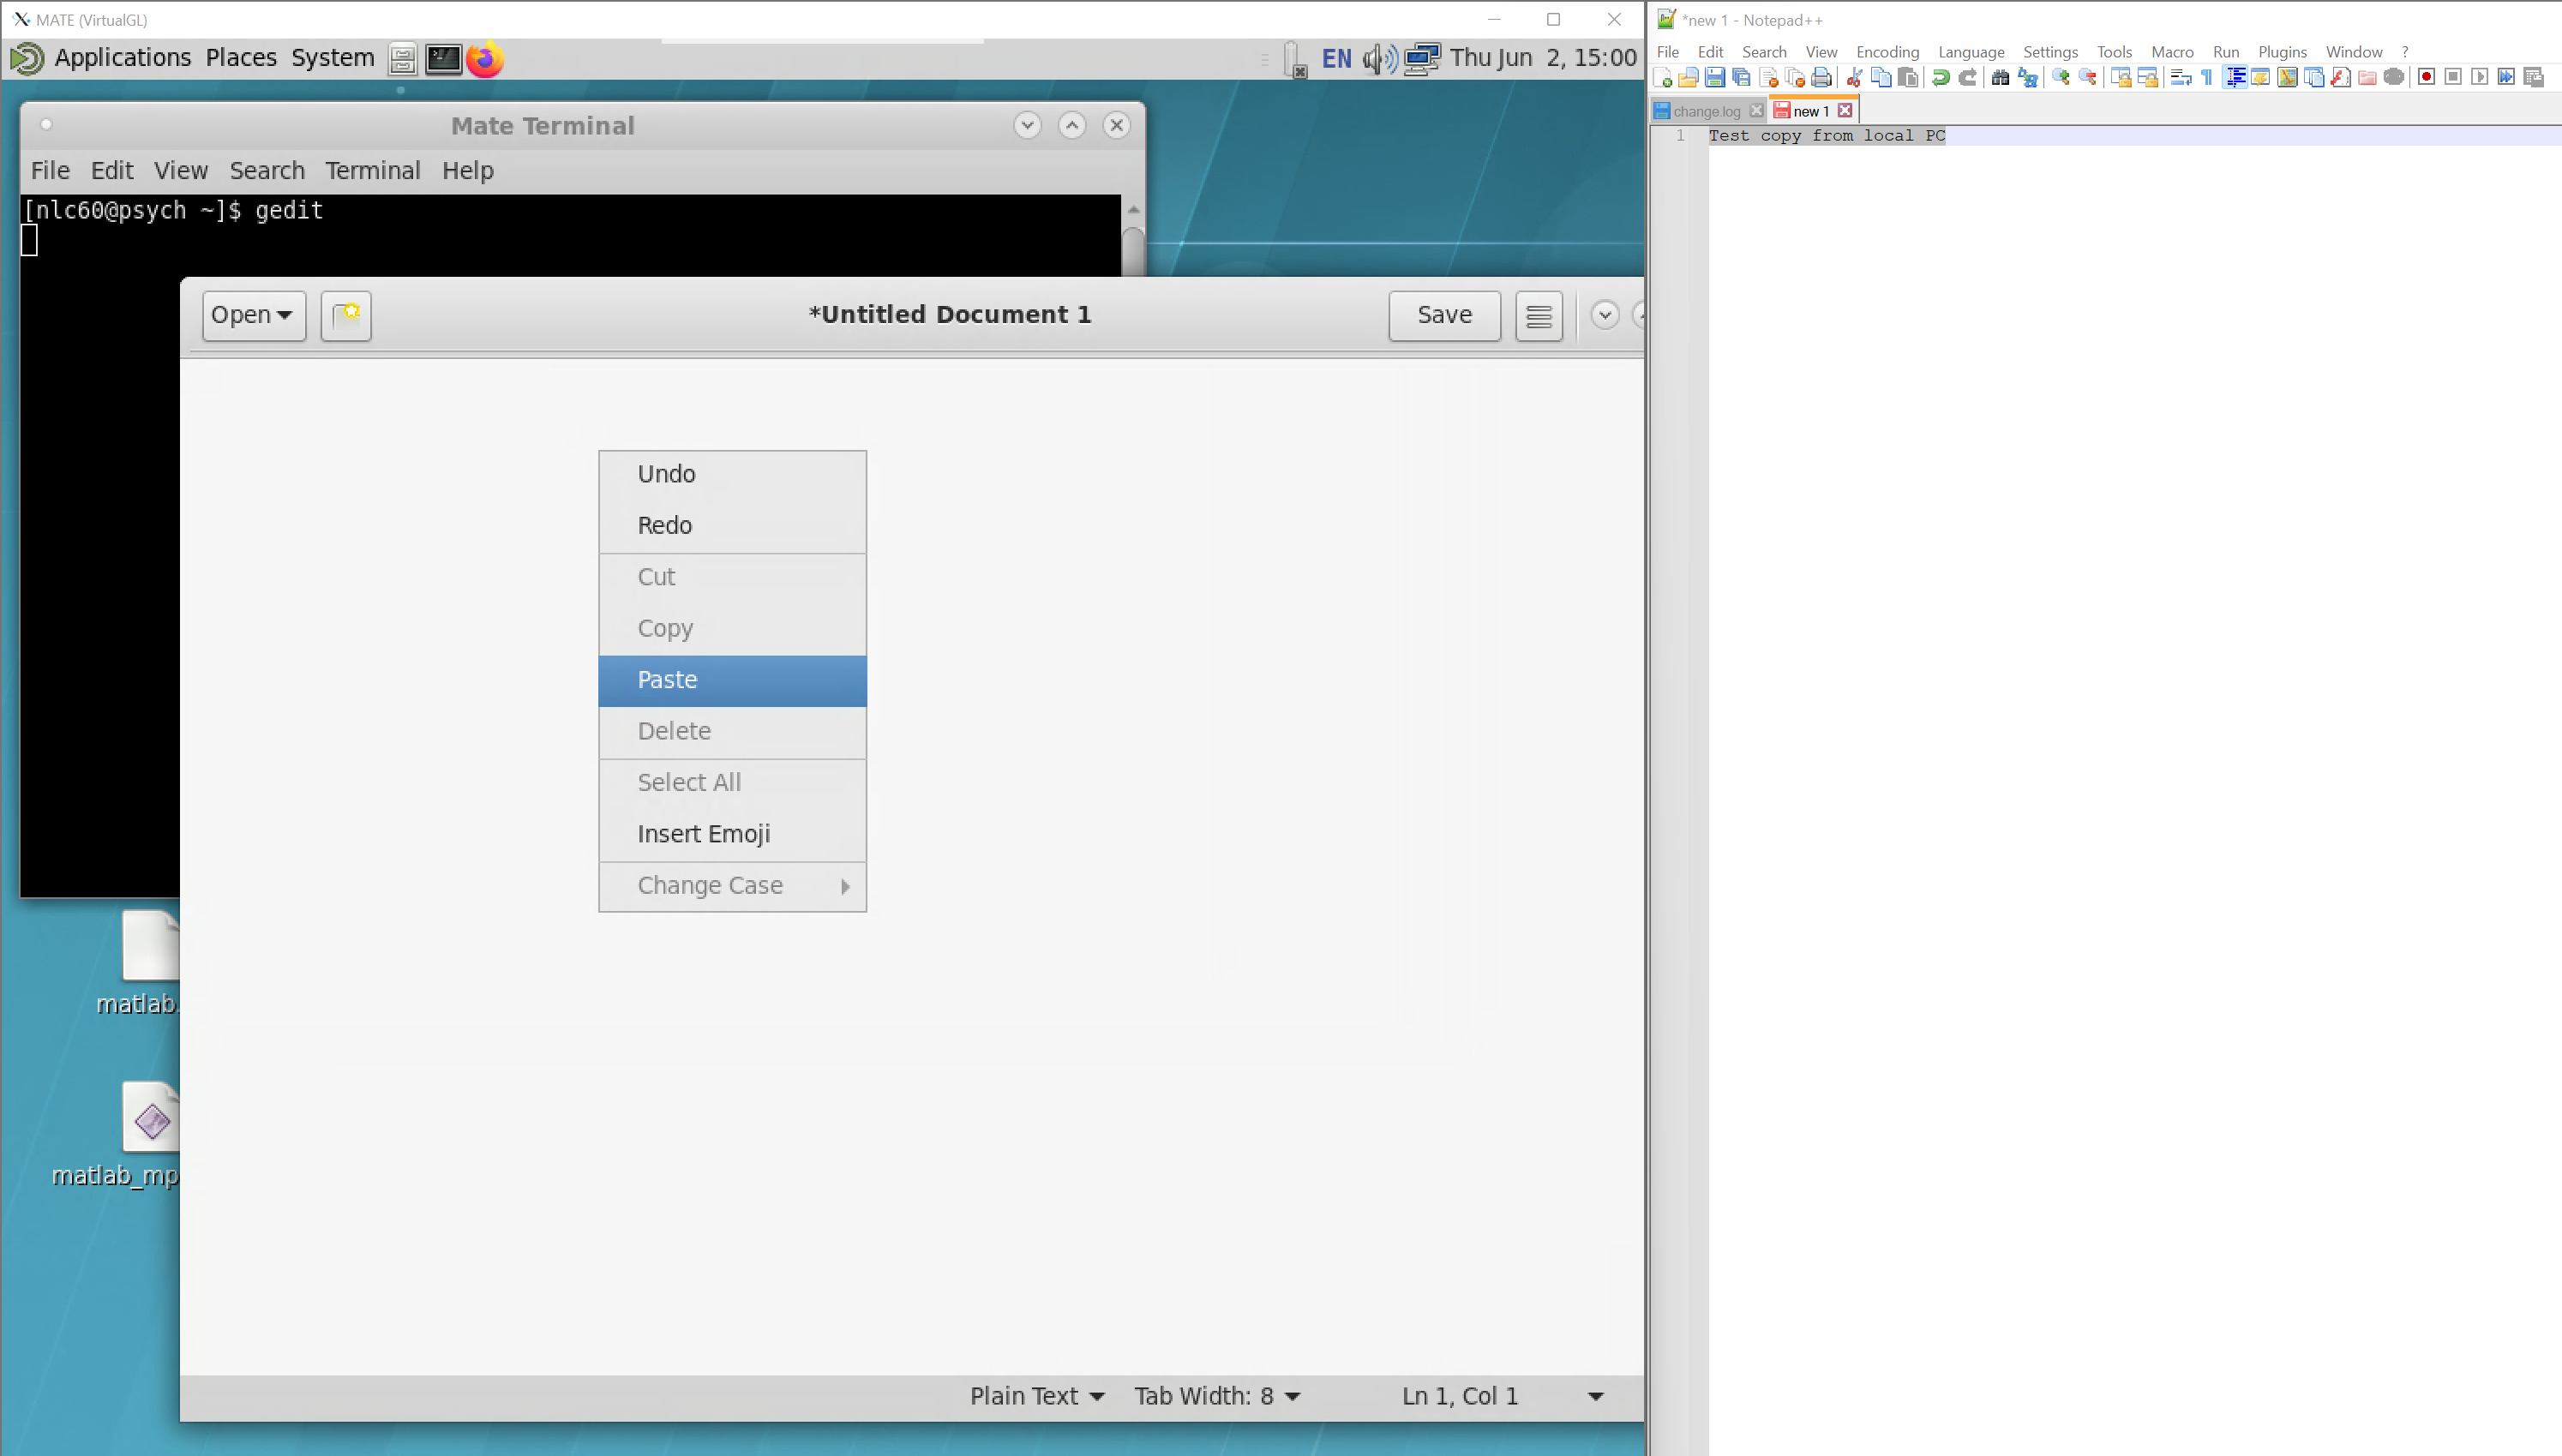 MATE (VirtualGL)
Applications Places System
EN
Thu Jun 2, 15:00
Mate Terminal
File Edit View Search Terminal Help
[nlc60@psych ~]$ gedit
Open
*Untitled Document 1
Save
Undo
Redo
Cut
Copy
Paste
Delete
Select All
Insert Emoji
Change Case
matlab.
matlab_mp
Plain Text Tab Width: 8 Ln 1, Col 1
*new 1 - Notepad++
File Edit Search View Encoding Language Settings Tools Macro Run Plugins Window ?
change.log new 1
1 Test copy from local PC